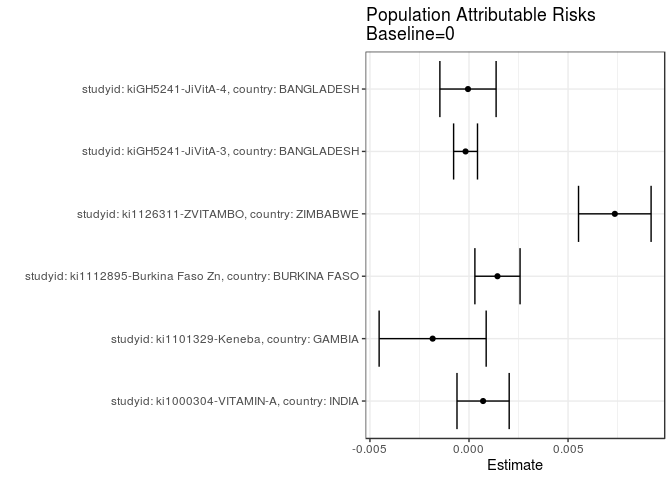 Population Attributable Risks
Baseline=0
studyid: kiGH5241-JiVitA-4, country: BANGLADESH
studyid: kiGH5241-JiVitA-3, country: BANGLADESH
studyid: ki1126311-ZVITAMBO, country: ZIMBABWE
studyid: ki1112895-Burkina Faso Zn, country: BURKINA FASO
studyid: ki1101329-Keneba, country: GAMBIA
studyid: ki1000304-VITAMIN-A, country: INDIA
-0.005 0.000 0.005
Estimate